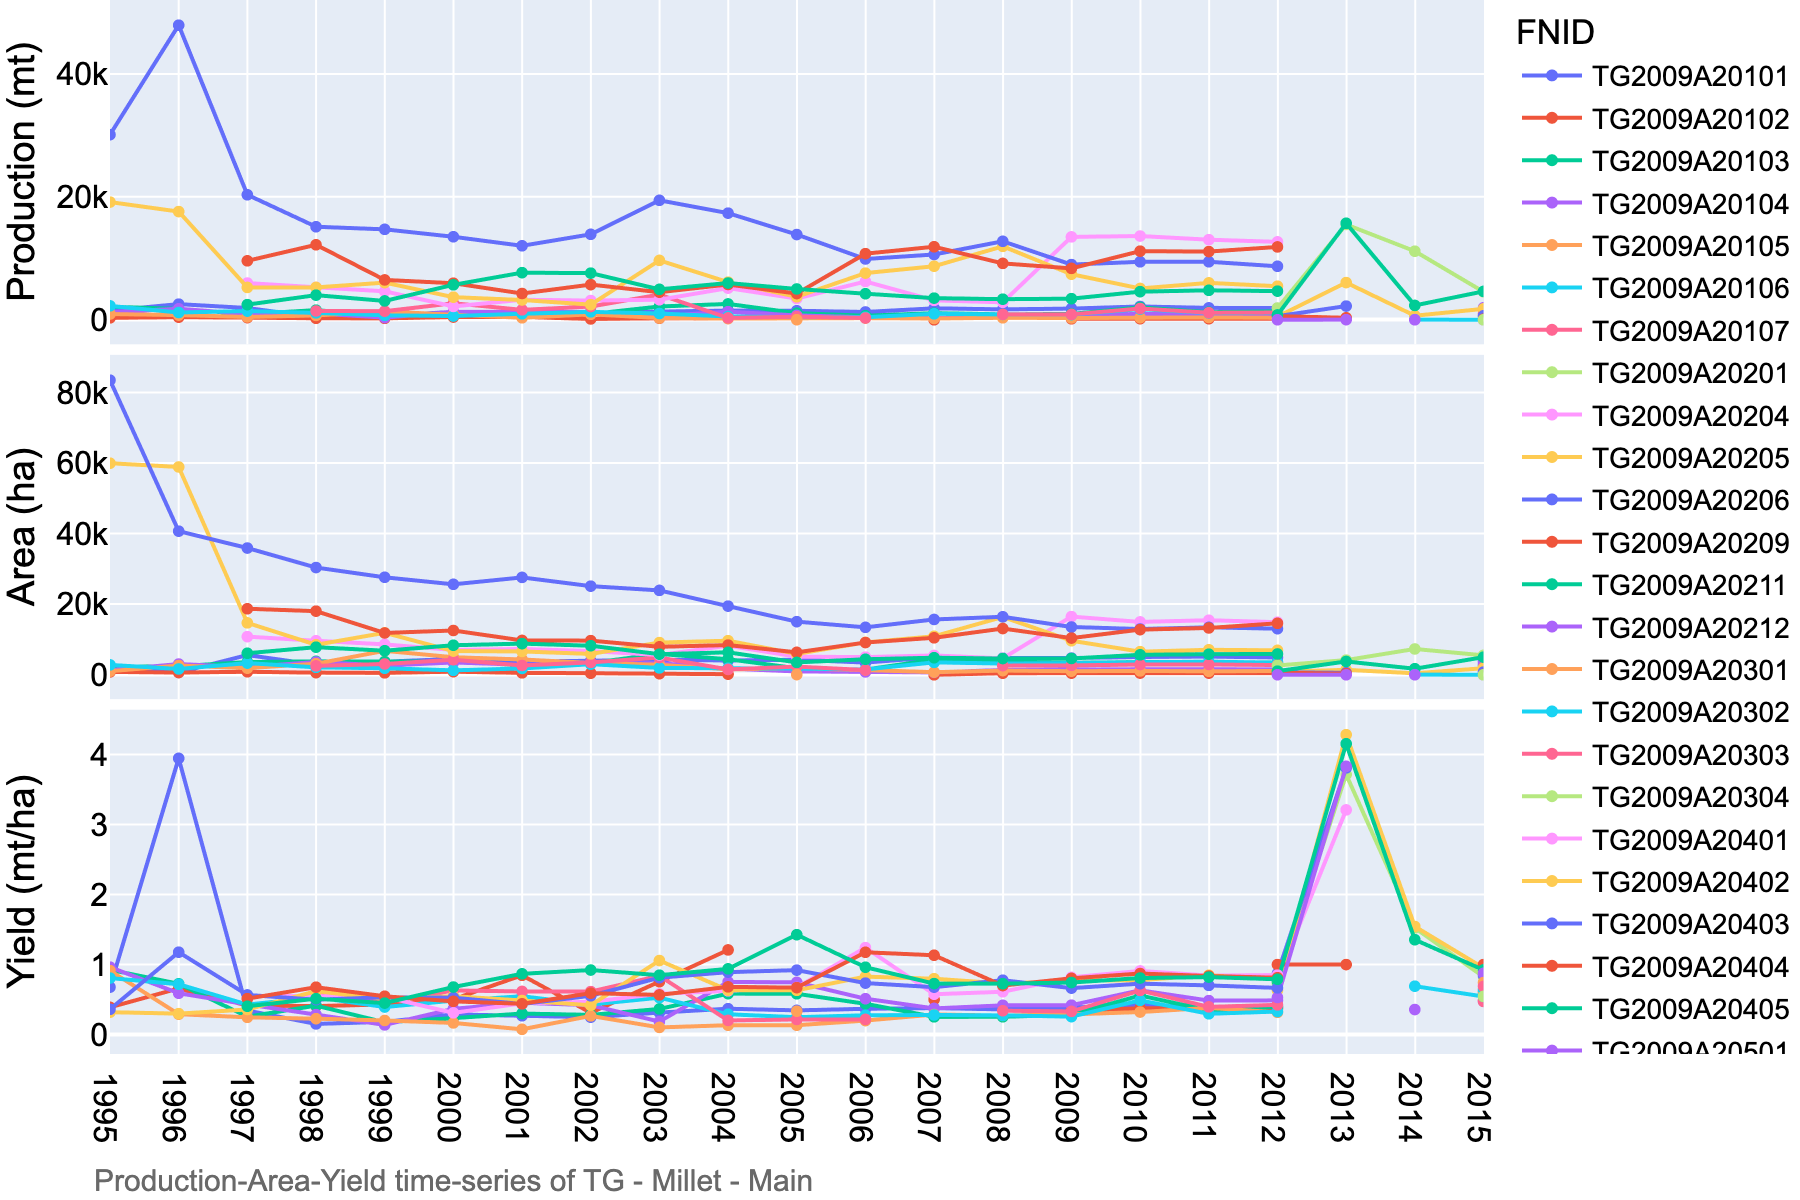 Production (mt)
40k
20k
0
Area (ha)
80k
60k
40k
20k
0
Yield (mt/ha)
4
3
2
1
0
1995
1996
1997
1998
1999
2000
2001
2002
2003
2004
2005
2006
2007
2008
2009
2010
2011
2012
2013
2014
2015
Production-Area-Yield time-series of TG - Millet - Main
FNID
TG2009A20101
TG2009A20102
TG2009A20103
TG2009A20104
TG2009A20105
TG2009A20106
TG2009A20107
TG2009A20201
TG2009A20204
TG2009A20205
TG2009A20206
TG2009A20209
TG2009A20211
TG2009A20212
TG2009A20301
TG2009A20302
TG2009A20303
TG2009A20304
TG2009A20401
TG2009A20402
TG2009A20403
TG2009A20404
TG2009A20405
TG2009A20501